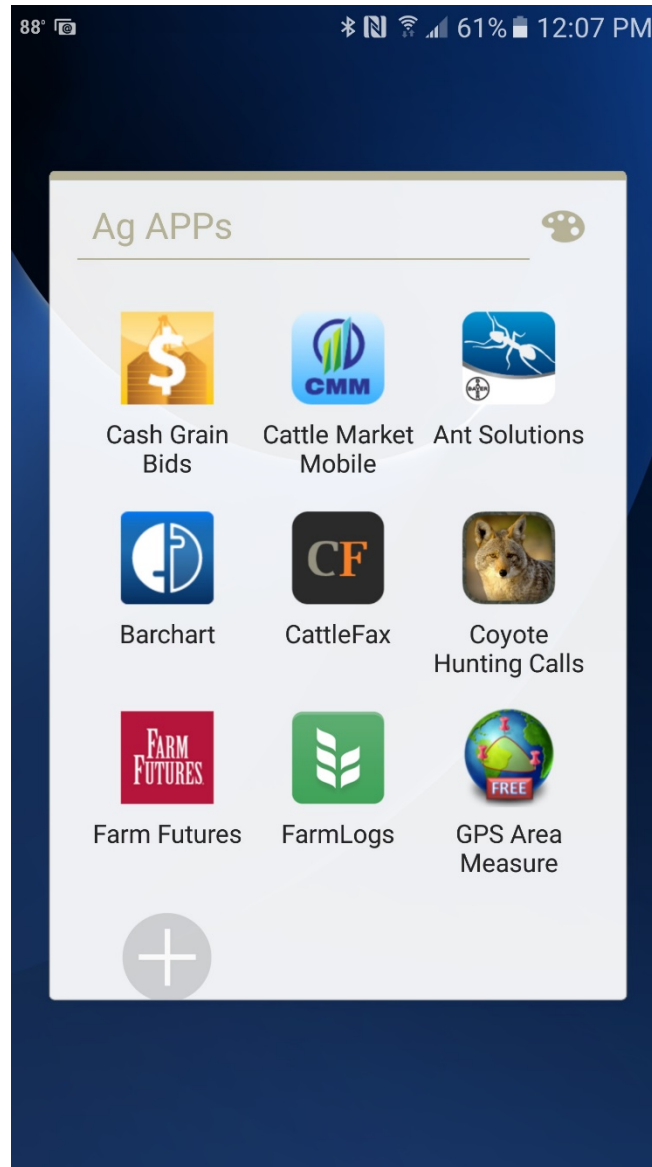 88° 61% 12:07 PM
Ag APPs
$
CMM
BAYER
Cash Grain Bids
Cattle Market Mobile
Ant Solutions
CF
Barchart
CattleFax
Coyote Hunting Calls
FARM
FUTURES
FREE
Farm Futures
FarmLogs
GPS Area Measure